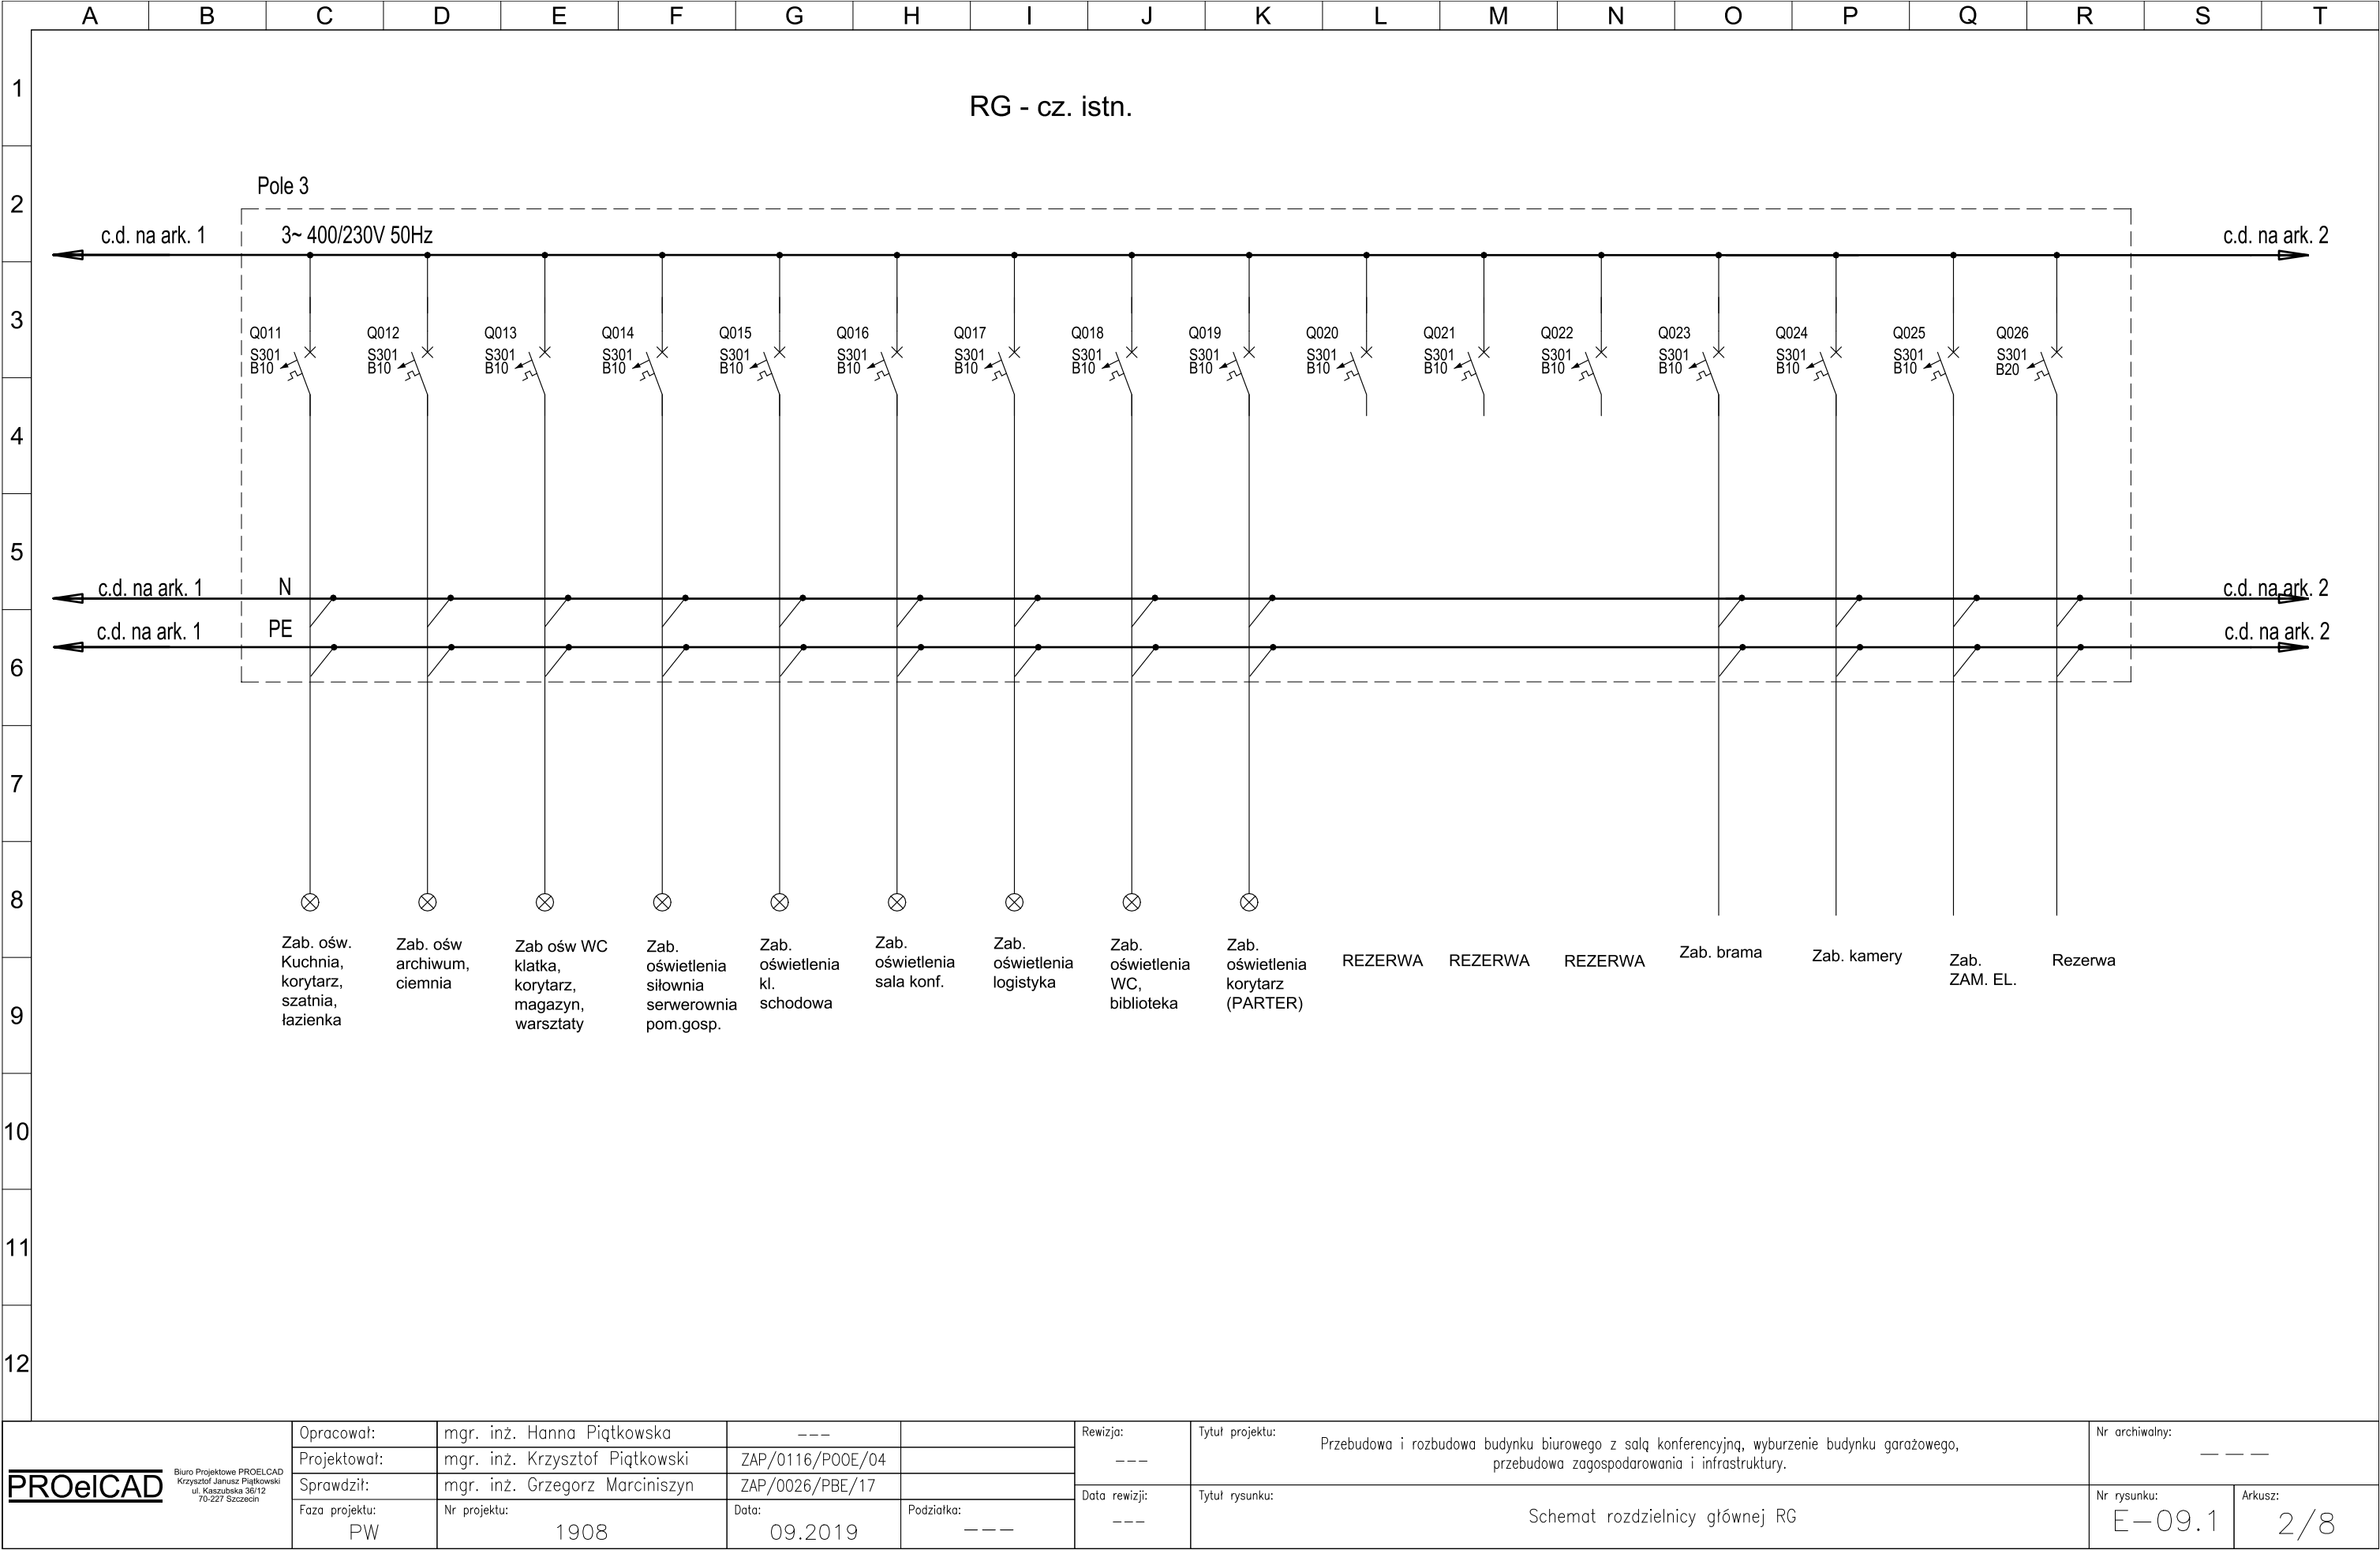 A B C D E F G H I J K L M N O P Q R S T
1
2
3
4
5
6
7
8
9
10
11
12
RG - cz. istn.
Pole 3
c.d. na ark. 1
3~ 400/230V 50Hz
c.d. na ark. 2
Q011
S301
B10
Q012
S301
B10
Q013
S301
B10
Q014
S301
B10
Q015
S301
B10
Q016
S301
B10
Q017
S301
B10
Q018
S301
B10
Q019
S301
B10
Q020
S301
B10
Q021
S301
B10
Q022
S301
B10
Q023
S301
B10
Q024
S301
B10
Q025
S301
B10
Q026
S301
B20
c.d. na ark. 1
N
c.d. na ark. 2
c.d. na ark. 1
PE
c.d. na ark. 2
Zab. ośw.
Kuchnia,
korytarz,
szatnia,
łazienka
Zab. ośw
archiwum,
ciemnia
Zab ośw WC
klatka,
korytarz,
magazyn,
warsztaty
Zab.
oświetlenia
siłownia
serwerownia
pom.gosp.
Zab.
oświetlenia
kl.
schodowa
Zab.
oświetlenia
sala konf.
Zab.
oświetlenia
logistyka
Zab.
oświetlenia
WC,
biblioteka
Zab.
oświetlenia
korytarz
(PARTER)
REZERWA
REZERWA
REZERWA
Zab. brama
Zab. kamery
Zab.
ZAM. EL.
Rezerwa
PROelCAD
Biuro Projektowe PROELCAD
Krzysztof Janusz Piątkowski
ul. Kaszubska 36/12
70-227 Szczecin
Opracował:
mgr. inż. Hanna Piątkowska
---
Projektował:
mgr. inż. Krzysztof Piątkowski
ZAP/0116/POOE/04
Sprawdził:
mgr. inż. Grzegorz Marciniszyn
ZAP/0026/PBE/17
Faza projektu:
PW
Nr projektu:
1908
Data:
09.2019
Podziałka:
---
Rewizja:
---
Data rewizji:
---
Tytuł projektu:
Przebudowa i rozbudowa budynku biurowego z salą konferencyjną, wyburzenie budynku garażowego,
przebudowa zagospodarowania i infrastruktury.
Tytuł rysunku:
Schemat rozdzielnicy głównej RG
Nr archiwalny:
---
Nr rysunku:
E-09.1
Arkusz:
2/8